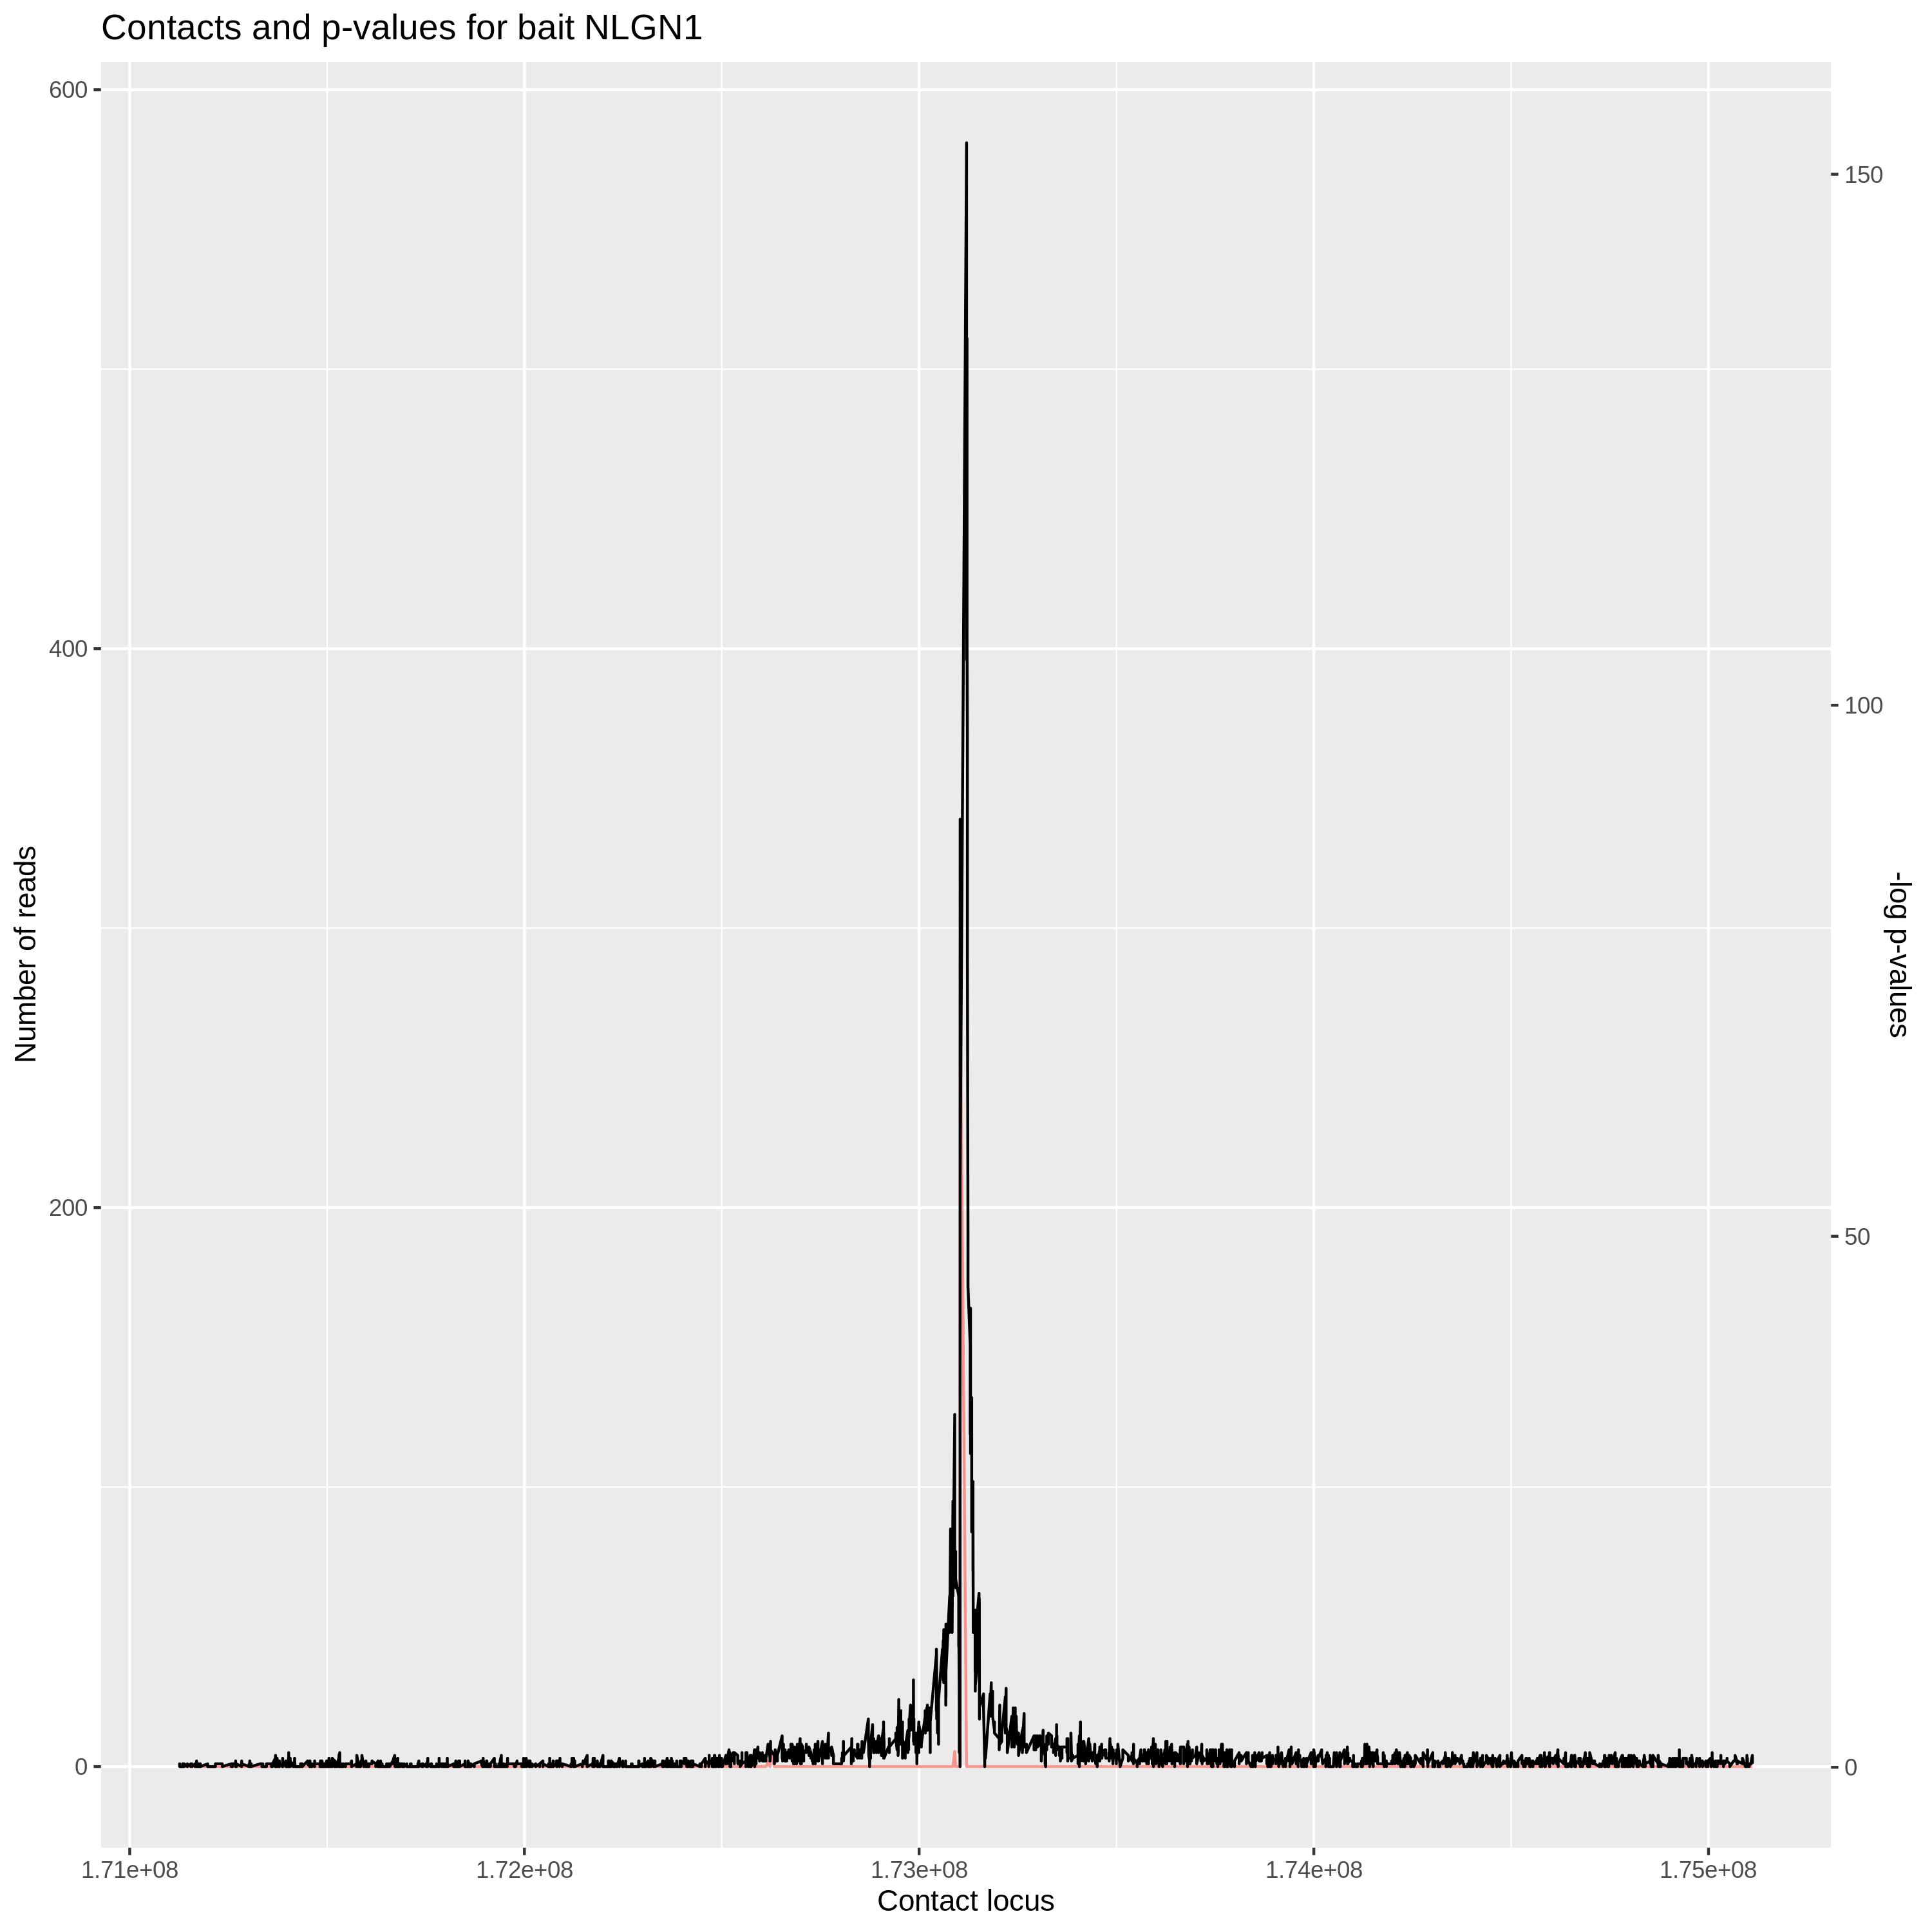 Contacts and p-values for bait NLGN1
600
400
200
0
Number of reads
150
100
50
0
-log p-values
1.71e+08
1.72e+08
1.73e+08
1.74e+08
1.75e+08
Contact locus